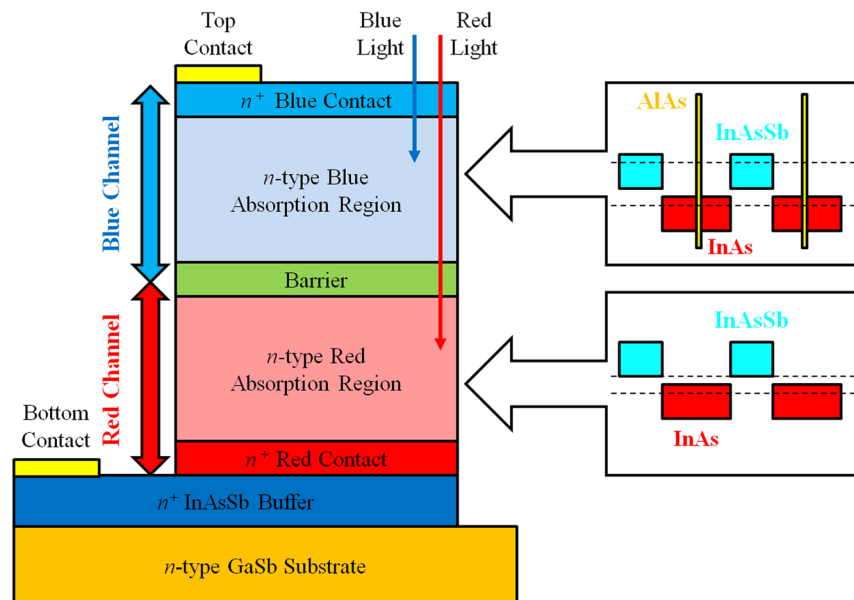 Top
Contact
Blue
Light
Red
Light
n+ Blue Contact
Blue Channel
n-type Blue
Absorption Region
Barrier
Red Channel
n-type Red
Absorption Region
n+ Red Contact
Bottom
Contact
n+ InAsSb Buffer
n-type GaSb Substrate
AlAs
InAsSb
InAs
InAsSb
InAs